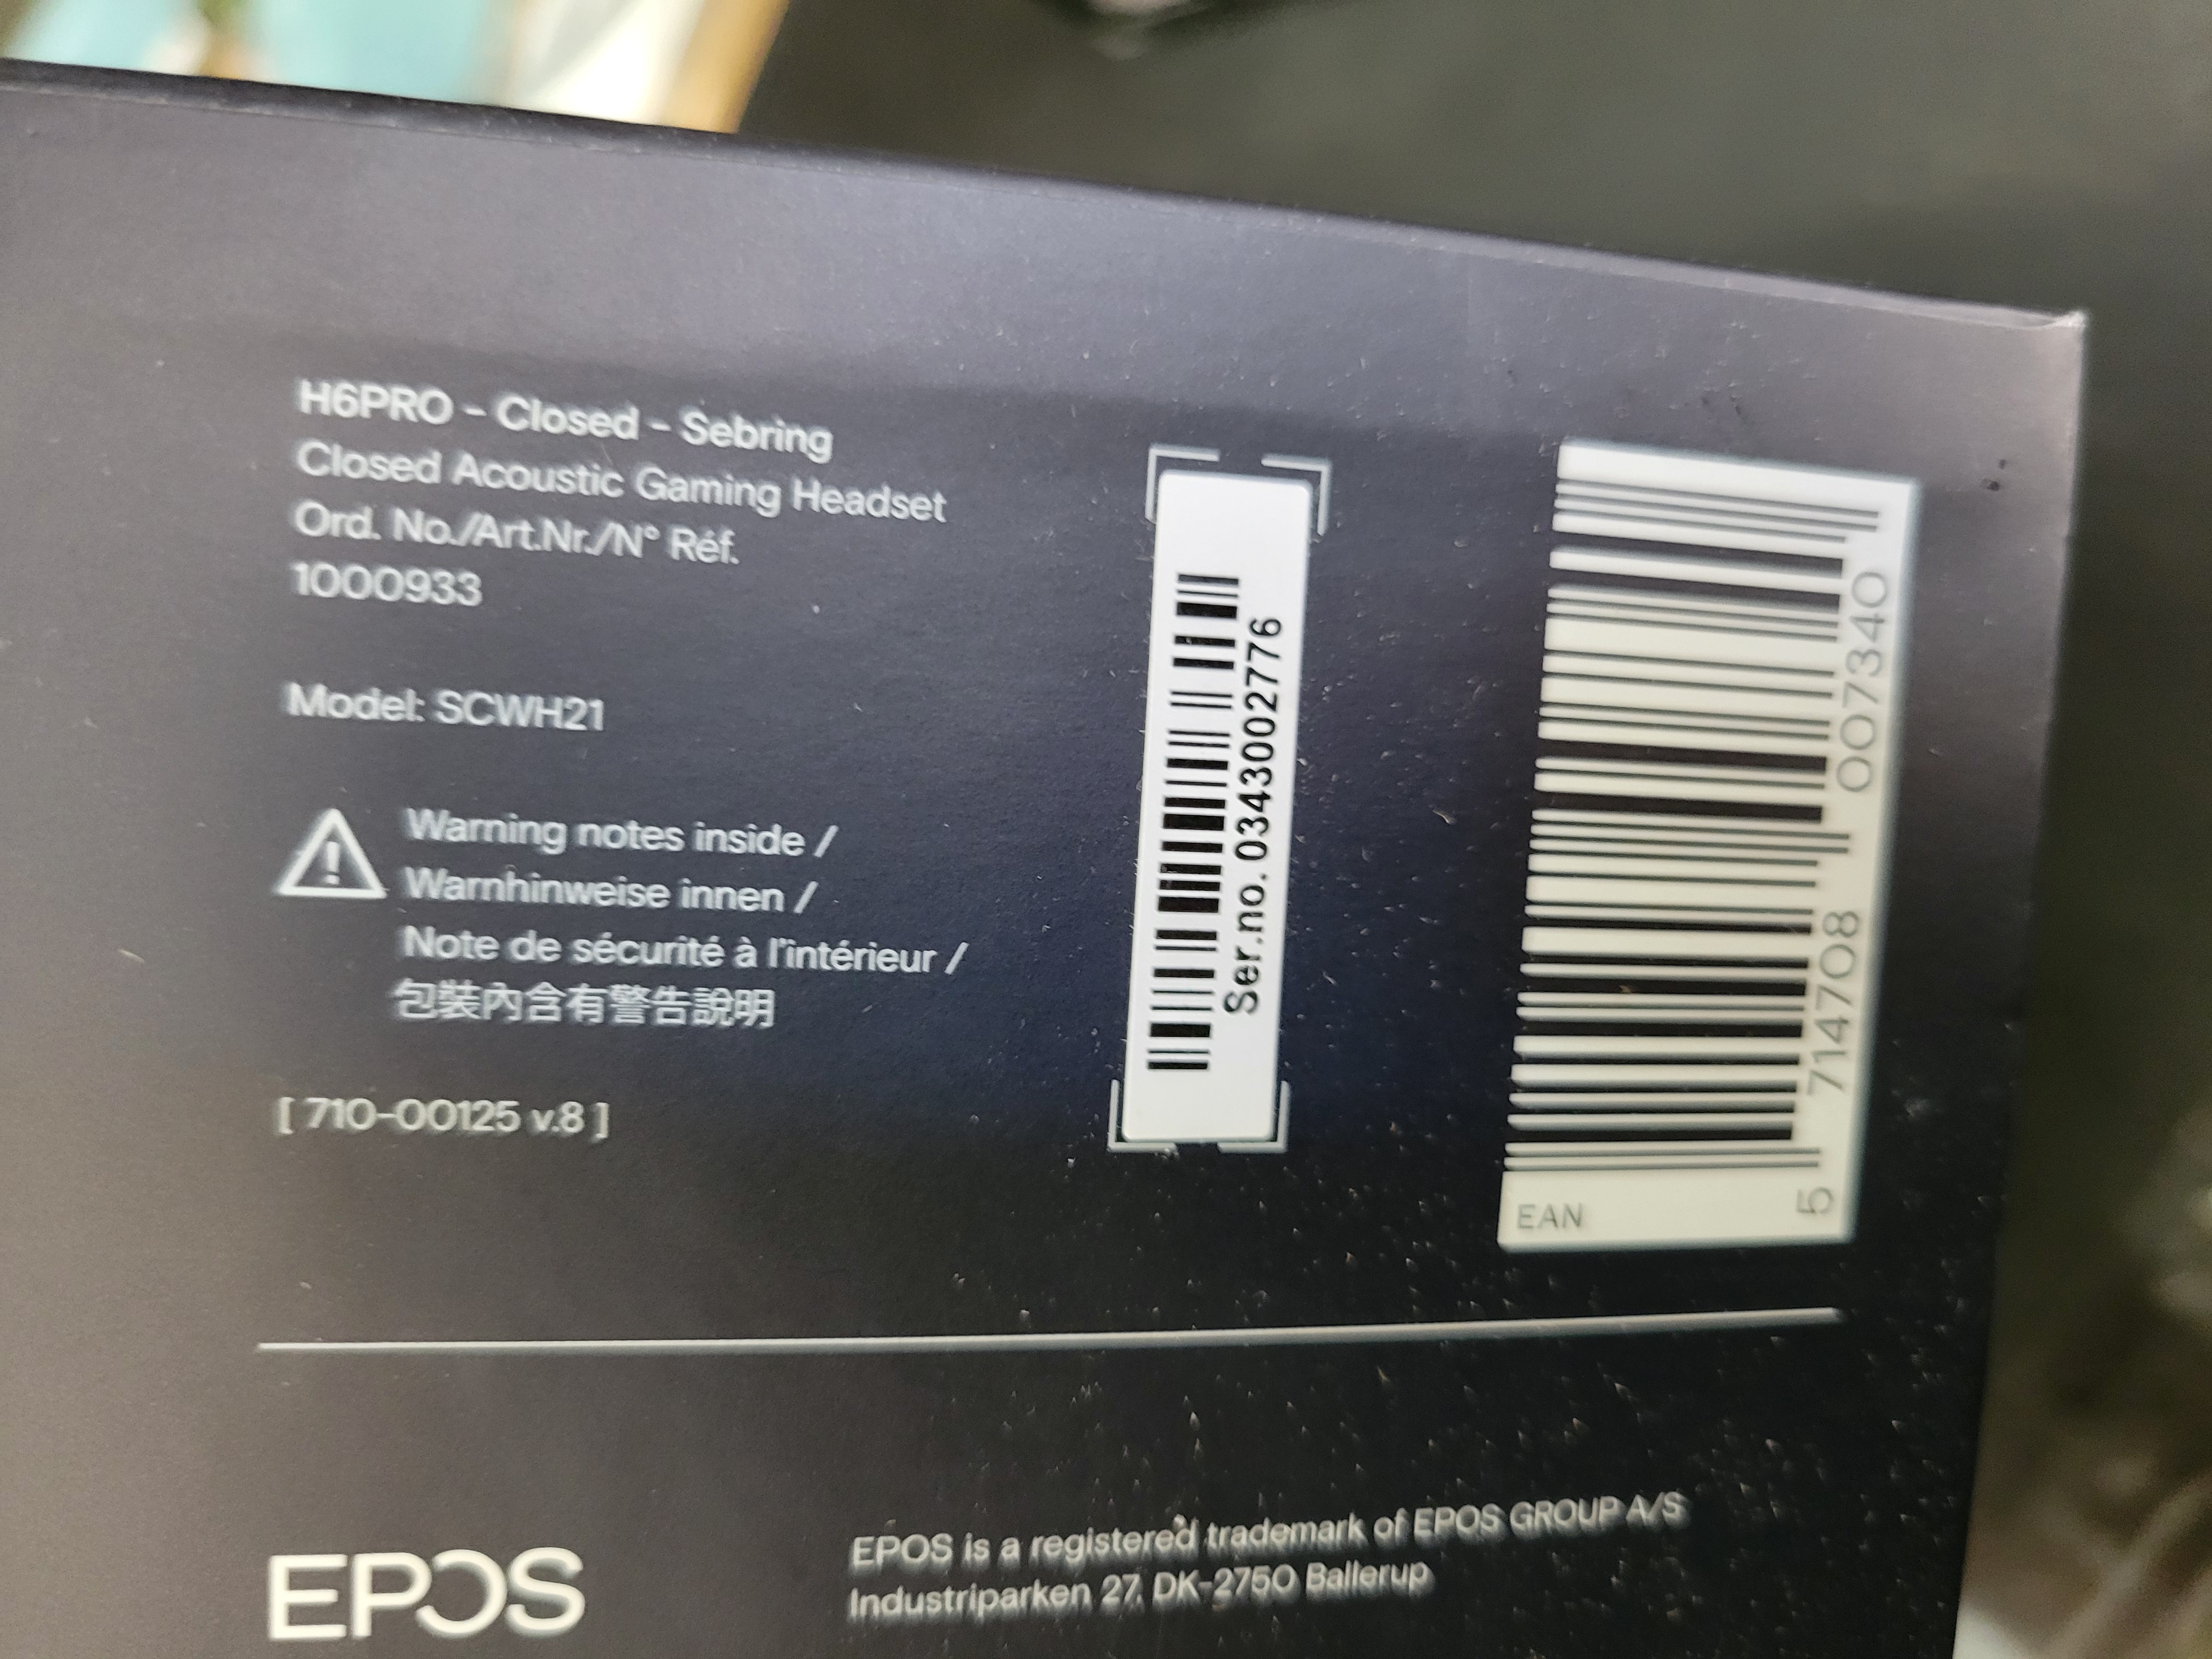 H6PRO - Closed - Sebring
Closed Acoustic Gaming Headset
Ord. No./Art.Nr./N° Réf.
1000933
Model: SCWH21
Warning notes inside /
Warnhinweise innen /
Note de sécurité à l'intérieur /
包裝內含有警告說明
[ 710-00125 v.8 ]
Ser.no. 0343002776
EAN
5 714708 007340
EPOS
EPOS is a registered trademark of EPOS GROUP A/S
Industriparken 27, DK-2750 Ballerup